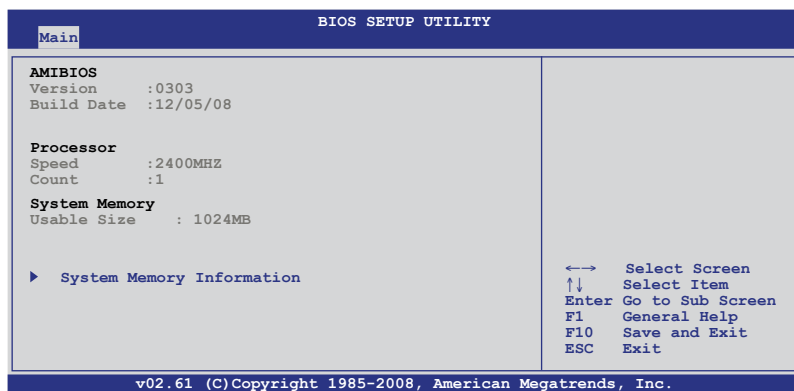 BIOS SETUP UTILITY
Main
AMIBIOS
Version :0303
Build Date :12/05/08
Processor
Speed :2400MHZ
Count :1
System Memory
Usable Size : 1024MB
System Memory Information
←→ Select Screen
↑↓ Select Item
Enter Go to Sub Screen
F1 General Help
F10 Save and Exit
ESC Exit
v02.61 (C)Copyright 1985-2008, American Megatrends, Inc.